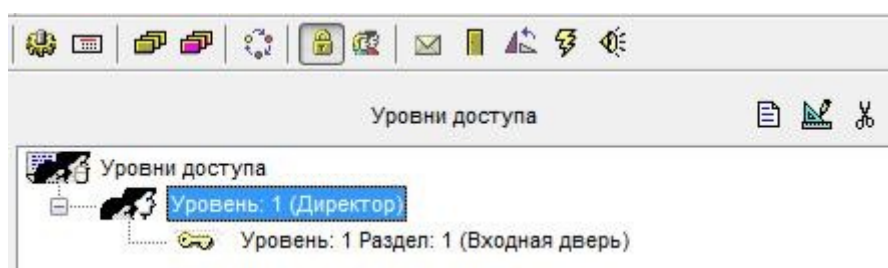 Уровни доступа
Уровни доступа
Уровень: 1 (Директор)
Уровень: 1 Раздел: 1 (Входная дверь)